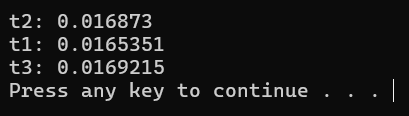 t2: 0.016873
t1: 0.0165351
t3: 0.0169215
Press any key to continue . . .